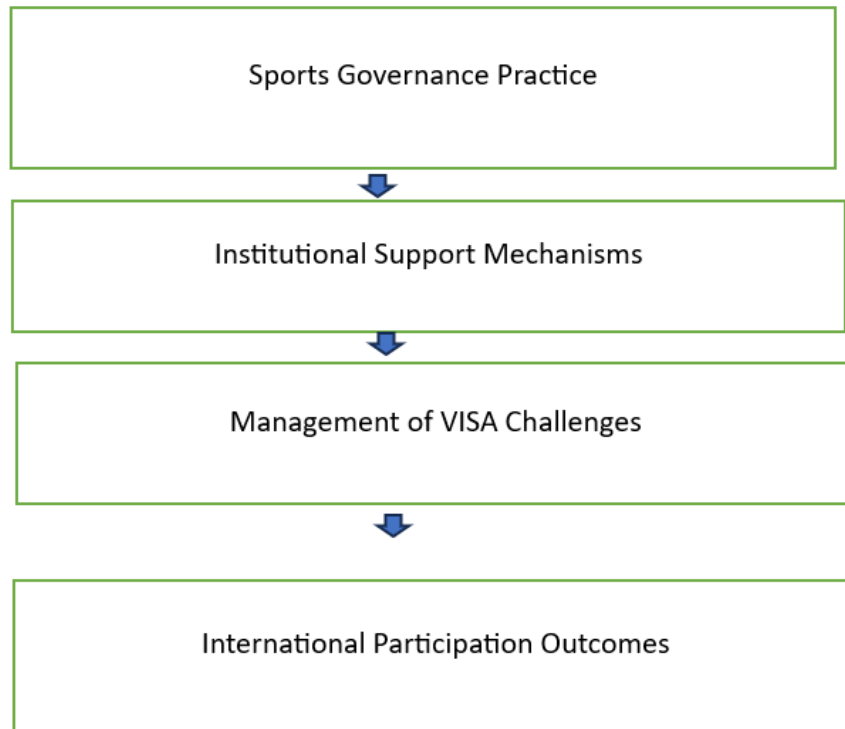 Sports Governance Practice
Institutional Support Mechanisms
Management of VISA Challenges
International Participation Outcomes